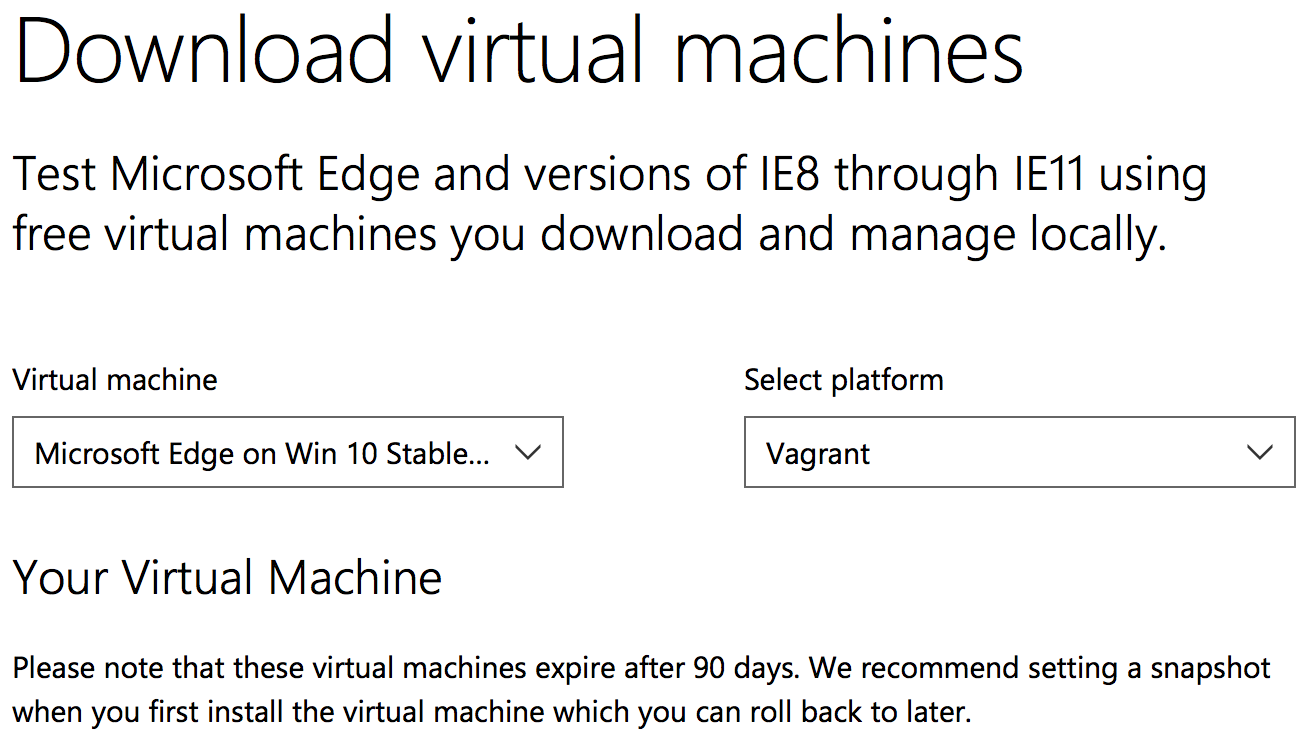 Download virtual machines
Test Microsoft Edge and versions of IE8 through IE11 using
free virtual machines you download and manage locally.
Virtual machine
Select platform
Microsoft Edge on Win 10 Stable...
Vagrant
Your Virtual Machine
Please note that these virtual machines expire after 90 days. We recommend setting a snapshot
when you first install the virtual machine which you can roll back to later.